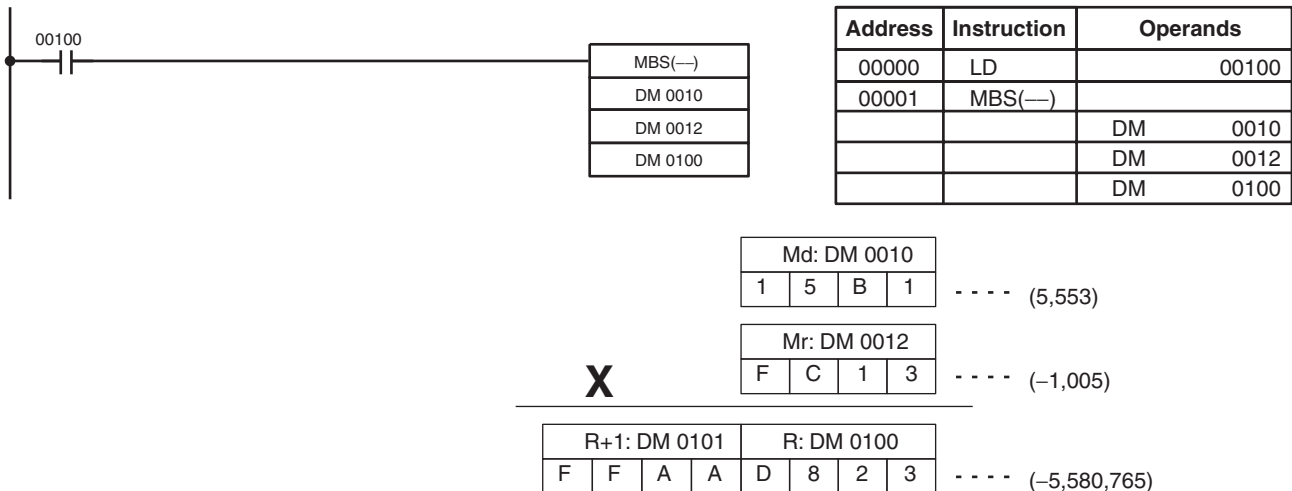 00100
MBS(––)
DM 0010
DM 0012
DM 0100
Address Instruction Operands
00000 LD 00100
00001 MBS(––)
DM 0010
DM 0012
DM 0100
Md: DM 0010
1 5 B 1 - - - - (5,553)
Mr: DM 0012
X F C 1 3 - - - - (–1,005)
R+1: DM 0101 R: DM 0100
F F A A D 8 2 3 - - - - (–5,580,765)